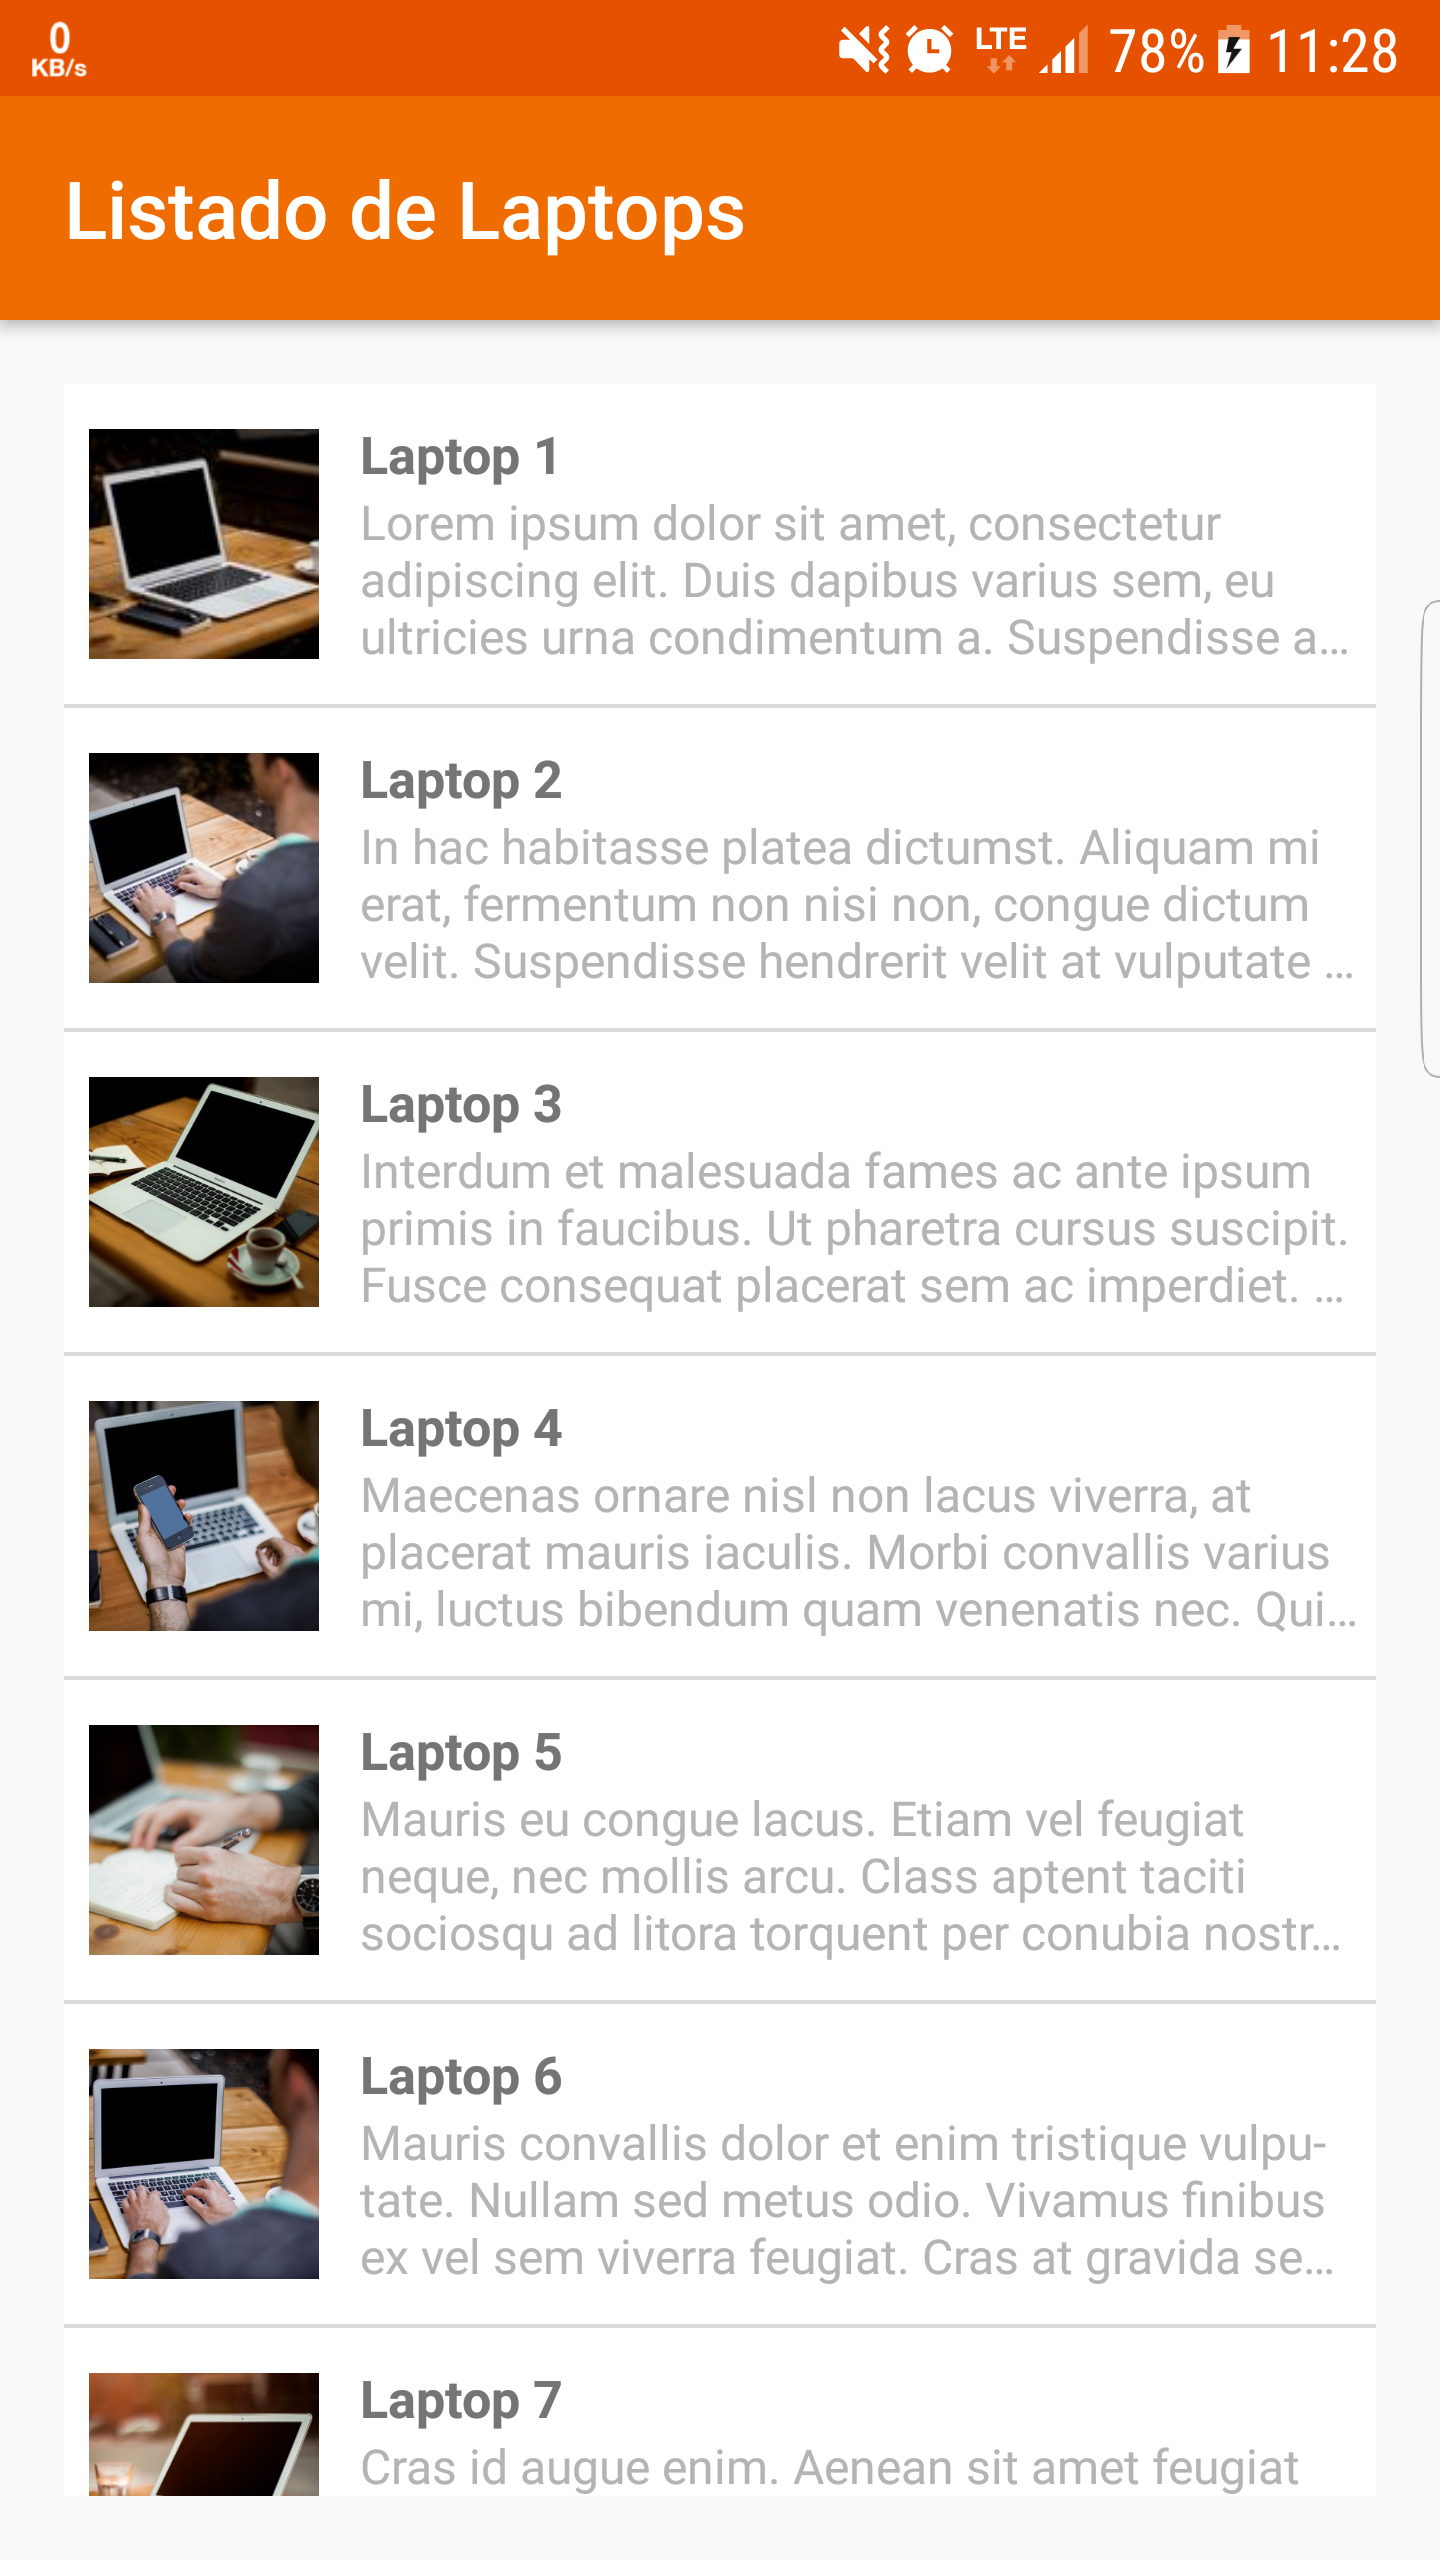 0
KB/s
LTE
78%
11:28
Listado de Laptops
Laptop 1
Lorem ipsum dolor sit amet, consectetur
adipiscing elit. Duis dapibus varius sem, eu
ultricies urna condimentum a. Suspendisse a...
Laptop 2
In hac habitasse platea dictumst. Aliquam mi
erat, fermentum non nisi non, congue dictum
velit. Suspendisse hendrerit velit at vulputate ...
Laptop 3
Interdum et malesuada fames ac ante ipsum
primis in faucibus. Ut pharetra cursus suscipit.
Fusce consequat placerat sem ac imperdiet. ...
Laptop 4
Maecenas ornare nisl non lacus viverra, at
placerat mauris iaculis. Morbi convallis varius
mi, luctus bibendum quam venenatis nec. Qui...
Laptop 5
Mauris eu congue lacus. Etiam vel feugiat
neque, nec mollis arcu. Class aptent taciti
sociosqu ad litora torquent per conubia nostr...
Laptop 6
Mauris convallis dolor et enim tristique vulpu-
tate. Nullam sed metus odio. Vivamus finibus
ex vel sem viverra feugiat. Cras at gravida se...
Laptop 7
Cras id augue enim. Aenean sit amet feugiat